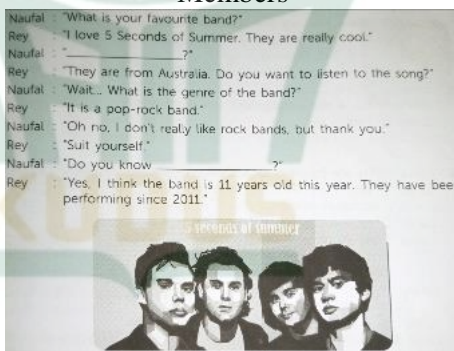 Members
Naufal : "What is your favourite band?"
Rey : "I love 5 Seconds of Summer. They are really cool."
Naufal : "____________?"
Rey : "They are from Australia. Do you want to listen to the song?"
Naufal : "Wait... What is the genre of the band?"
Rey : "It is a pop-rock band."
Naufal : "Oh no, I don't really like rock bands, but thank you."
Rey : "Suit yourself."
Naufal : "Do you know ____________?"
Rey : "Yes, I think the band is 11 years old this year. They have bee
performing since 2011."
5 seconds of summer